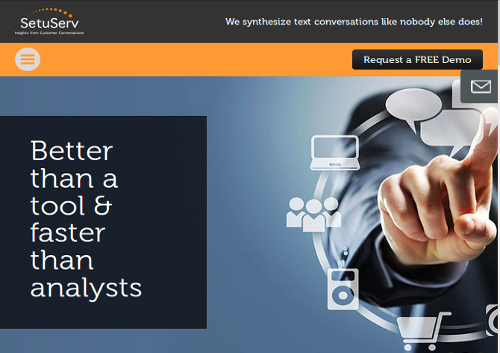 SetuServ
Insights from Customer Conversations
We synthesize text conversations like nobody else does!
Request a FREE Demo
Better
than a
tool &
faster
than
analysts